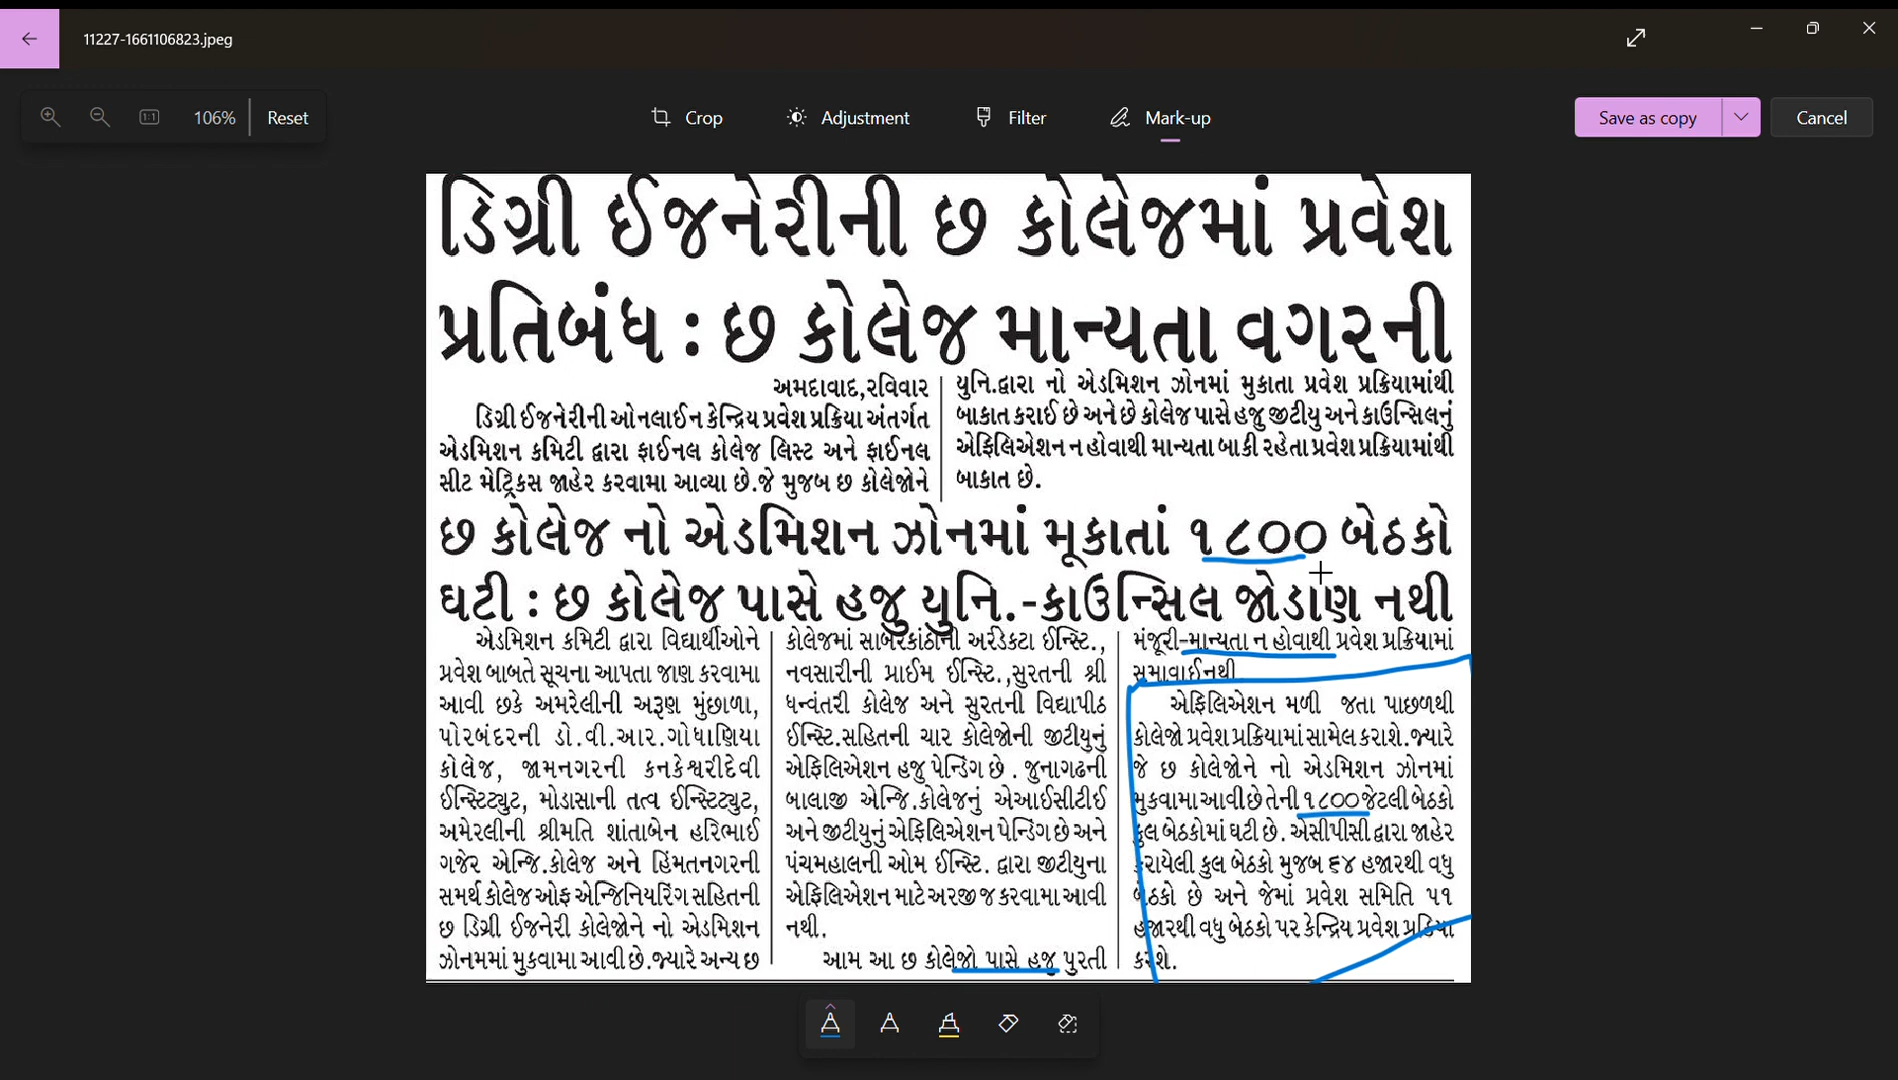 11227-1661106823.jpeg
106%
Reset
Crop
Adjustment
Filter
Mark-up
Save as copy
Cancel
ડિગ્રી ઈજનેરીની છ કોલેજમાં પ્રવેશ
પ્રતિબંધ : છ કોલેજ માન્યતા વગરની
અમદાવાદ,રવિવાર
ડિગ્રી ઈજનેરીની ઓનલાઈન કેન્દ્રિય પ્રવેશ પ્રક્રિયા અંતર્ગત
એડમિશન કમિટી દ્વારા ફાઈનલ કોલેજ લિસ્ટ અને ફાઈનલ
સીટ મેટ્રિક્સ જાહેર કરવામા આવ્યા છે.જે મુજબ છ કોલેજોને
યુનિ.દ્વારા નો એડમિશન ઝોનમાં મુકાતા પ્રવેશ પ્રક્રિયામાંથી
બાકાત કરાઈ છે અને છે કોલેજ પાસે હજુ જીટીયુ અને કાઉન્સિલનું
એફિલિએશન ન હોવાથી માન્યતા બાકી રહેતા પ્રવેશ પ્રક્રિયામાંથી
બાકાત છે.
છ કોલેજ નો એડમિશન ઝોનમાં મૂકાતાં ૧૮૦૦ બેઠકો
ઘટી : છ કોલેજ પાસે હજુ યુનિ.-કાઉન્સિલ જોડાણ નથી
એડમિશન કમિટી દ્વારા વિદ્યાર્થીઓને
પ્રવેશ બાબતે સૂચના આપતા જાણ કરવામા
આવી છકે અમરેલીની અરૂણ મુંછાળા,
પોરબંદરની ડો.વી.આર.ગોધાણિયા
કોલેજ, જામનગરની કનકેશ્વરીદેવી
ઈન્સ્ટિટ્યુટ, મોડાસાની તત્વ ઈન્સ્ટિટ્યુટ,
અમેરલીની શ્રીમતિ શાંતાબેન હરિભાઈ
ગજેર એન્જિ.કોલેજ અને હિંમતનગરની
સમર્થ કોલેજ ઓફ એન્જિનિયરિંગ સહિતની
છ ડિગ્રી ઈજનેરી કોલેજોને નો એડમિશન
ઝોનમમાં મુકવામા આવી છે.જ્યારે અન્ય છ
કોલેજમાં સાબરકાંઠાની અરડેકટા ઈન્સ્ટિ.,
નવસારીની પ્રાઈમ ઈન્સ્ટિ.,સુરતની શ્રી
ધન્વંતરી કોલેજ અને સુરતની વિદ્યાપીઠ
ઈન્સ્ટિ.સહિતની ચાર કોલેજોની જીટીયુનું
એફિલિએશન હજુ પેન્ડિંગ છે . જુનાગઢની
બાલાજી એન્જિ.કોલેજનું એઆઈસીટીઈ
અને જીટીયુનું એફિલિએશન પેન્ડિંગ છે અને
પંચમહાલની ઓમ ઈન્સ્ટિ. દ્વારા જીટીયુના
એફિલિએશન માટે અરજી જ કરવામા આવી
નથી.
આમ આ છ કોલેજો પાસે હજુ પુરતી
મંજૂરી-માન્યતા ન હોવાથી પ્રવેશ પ્રક્રિયામાં
સમાવાઈ નથી.
એફિલિએશન મળી જતા પાછળથી
કોલેજો પ્રવેશ પ્રક્રિયામાં સામેલ કરાશે.જ્યારે
જે છ કોલેજોને નો એડમિશન ઝોનમાં
મુકવામા આવી છે તેની ૧૮૦૦ જેટલી બેઠકો
કુલ બેઠકોમાં ઘટી છે. એસીપીસી દ્વારા જાહેર
કરાયેલી કુલ બેઠકો મુજબ ૬૪ હજારથી વધુ
બેઠકો છે અને જેમાં પ્રવેશ સમિતિ ૫૧
હજારથી વધુ બેઠકો પર કેન્દ્રિય પ્રવેશ પ્રક્રિયા
કરશે.